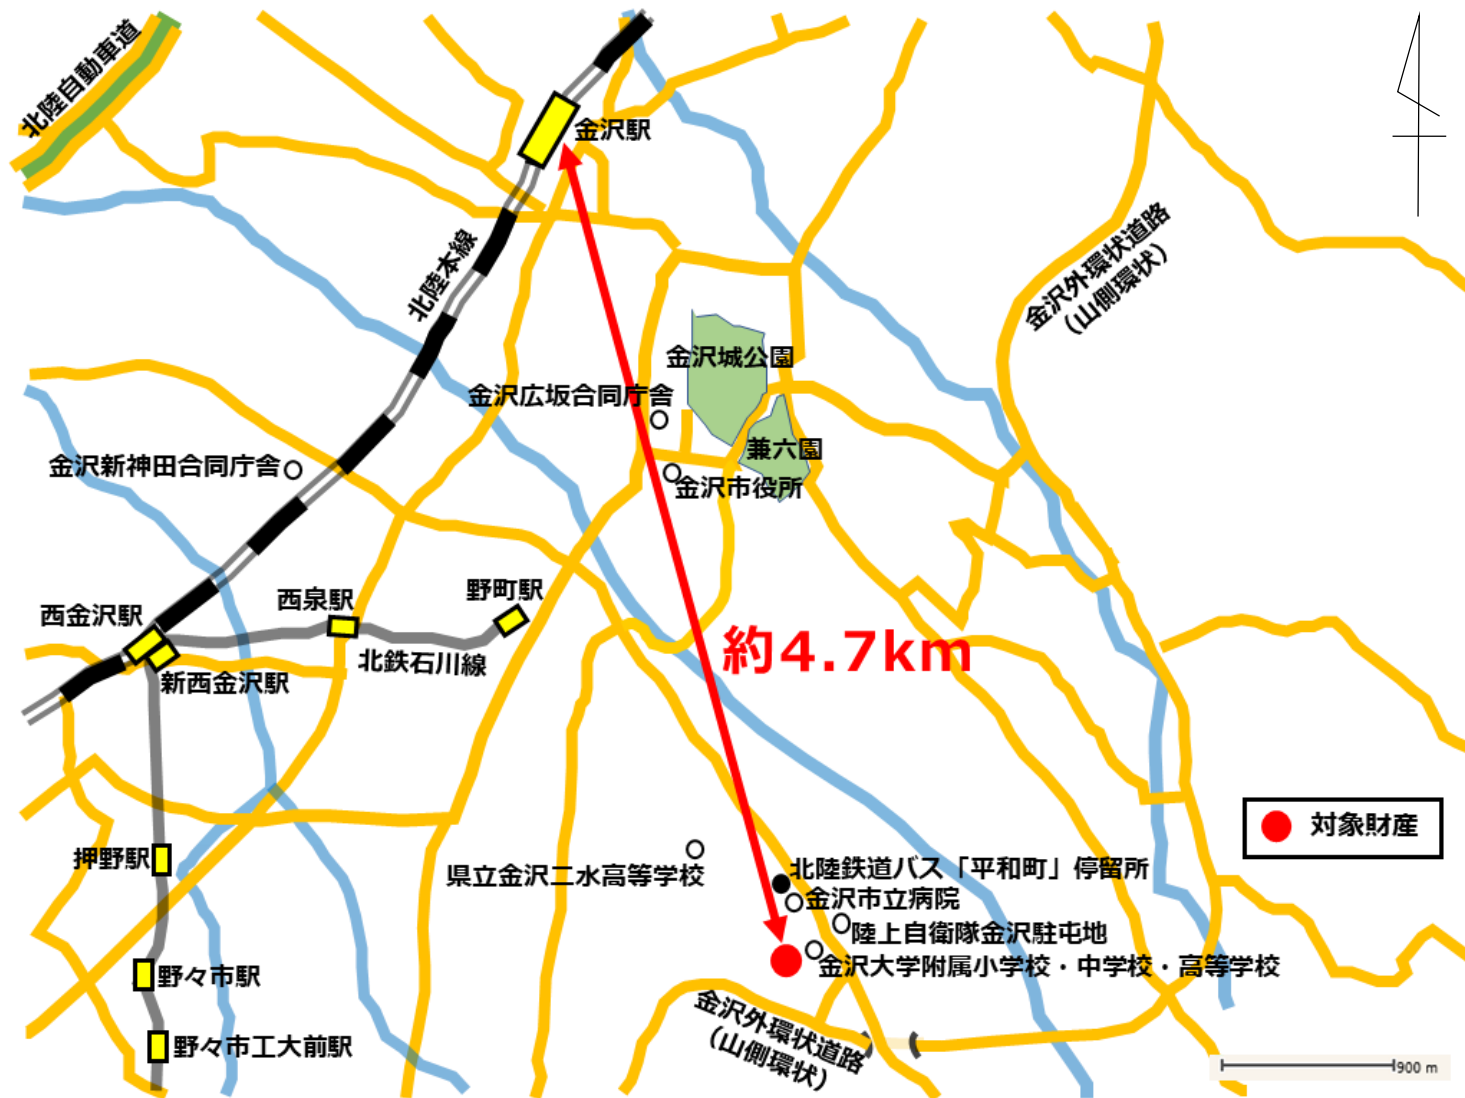 北陸自動車道
金沢駅
北陸本線
金沢外環状道路
(山側環状)
金沢城公園
金沢広坂合同庁舎
兼六園
金沢新神田合同庁舎
金沢市役所
野町駅
西泉駅
西金沢駅
約4.7km
北鉄石川線
新西金沢駅
対象財産
押野駅
県立金沢二水高等学校
北陸鉄道バス「平和町」停留所
金沢市立病院
陸上自衛隊金沢駐屯地
金沢大学附属小学校・中学校・高等学校
野々市駅
金沢外環状道路
(山側環状)
野々市工大前駅
900 m